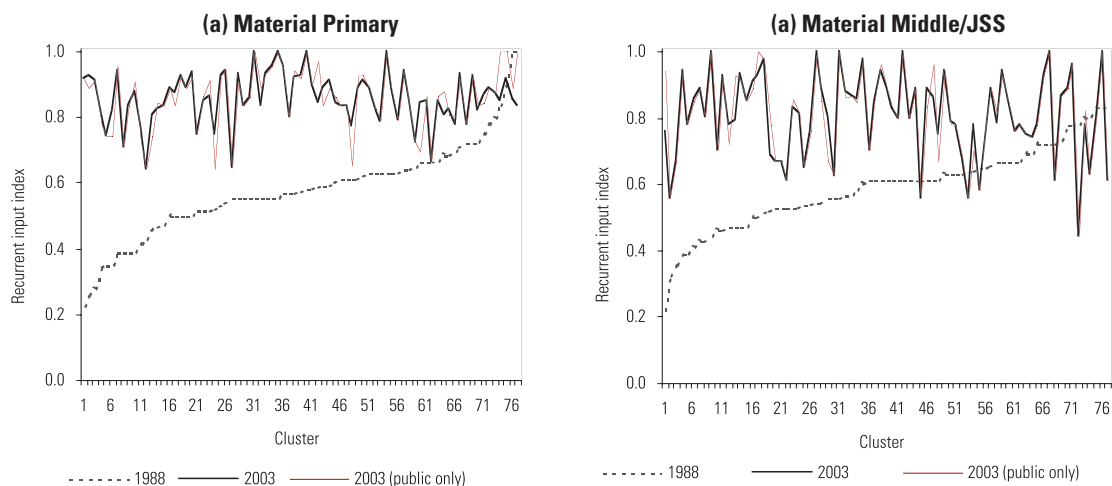 (a) Material Primary
1.0
0.8
0.6
0.4
0.2
0.0
Recurrent input index
1 6 11 16 21 26 31 36 41 46 51 56 61 66 71 76
Cluster
1988 2003 2003 (public only)
(a) Material Middle/JSS
1.0
0.8
0.6
0.4
0.2
0.0
Recurrent input index
1 6 11 16 21 26 31 36 41 46 51 56 61 66 71 76
Cluster
1988 2003 2003 (public only)